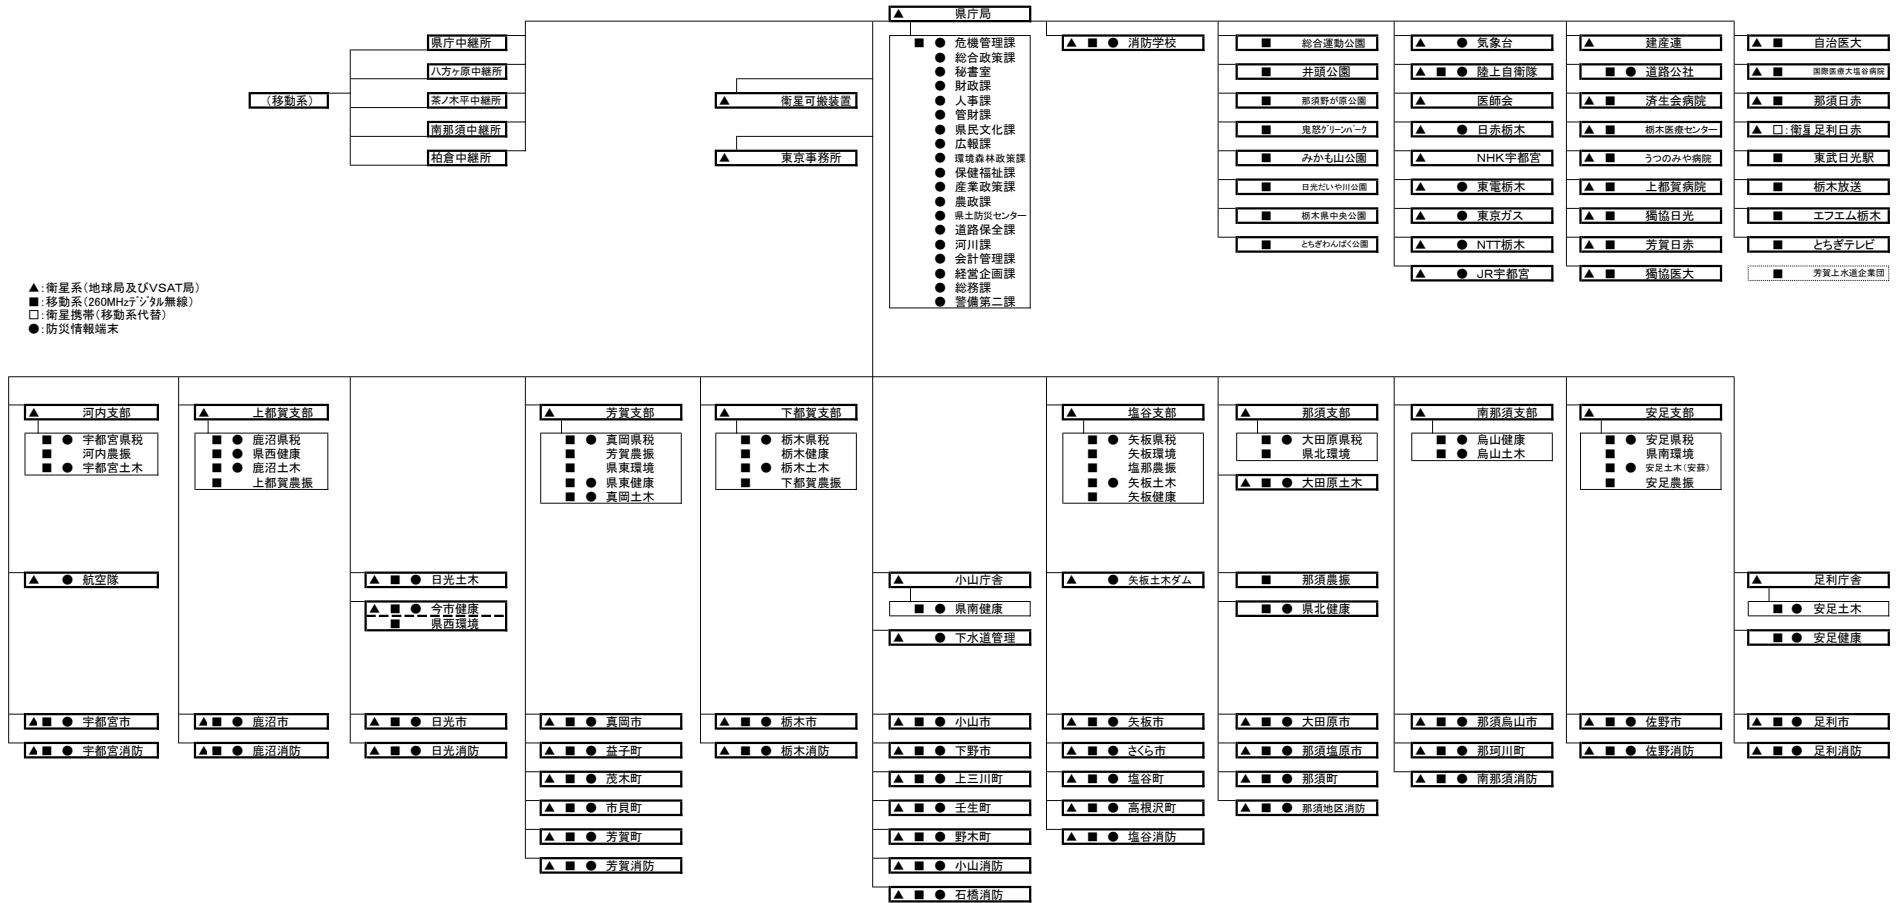 ▲ 県庁局
県庁中継所
八方ヶ原中継所
(移動系)
茶ノ木平中継所
南那須中継所
柏倉中継所
▲ 衛星可搬装置
▲ 東京事務所
■ ● 危機管理課
● 総合政策課
● 秘書室
● 財政課
● 人事課
● 管財課
● 県民文化課
● 広報課
● 環境森林政策課
● 保健福祉課
● 産業政策課
● 農政課
● 県土防災センター
● 道路保全課
● 河川課
● 会計管理課
● 経営企画課
● 総務課
● 警備第二課
▲ ■ ● 消防学校
■ 総合運動公園
■ 井頭公園
■ 那須野が原公園
■ 鬼怒グリーンパーク
■ みかも山公園
■ 日光だいや川公園
■ 栃木県中央公園
■ とちぎわんぱく公園
▲ ● 気象台
▲ ■ ● 陸上自衛隊
▲ 医師会
▲ ● 日赤栃木
▲ NHK宇都宮
▲ ● 東電栃木
▲ ● 東京ガス
▲ ● NTT栃木
▲ ● JR宇都宮
▲ 建産連
■ ● 道路公社
▲ ■ 済生会病院
▲ ■ 栃木医療センター
▲ ■ うつのみや病院
▲ ■ 上都賀病院
▲ ■ 獨協日光
▲ ■ 芳賀日赤
▲ ■ 獨協医大
▲ ■ 自治医大
▲ ■ 国際医療大塩谷病院
▲ ■ 那須日赤
▲ □:衛星 足利日赤
■ 東武日光駅
■ 栃木放送
■ エフエム栃木
■ とちぎテレビ
■ 芳賀上水道企業団
▲:衛星系(地球局及びVSAT局)
■:移動系(260MHzデジタル無線)
□:衛星携帯(移動系代替)
●:防災情報端末
▲ 河内支部
■ ● 宇都宮県税
■ 河内農振
■ ● 宇都宮土木
▲ ● 航空隊
▲ ■ ● 宇都宮市
▲ ■ ● 宇都宮消防
▲ 上都賀支部
■ ● 鹿沼県税
■ ● 県西健康
■ ● 鹿沼土木
■ 上都賀農振
▲ ■ ● 鹿沼市
▲ ■ ● 鹿沼消防
▲ ■ ● 日光土木
▲ ■ ● 今市健康
■ 県西環境
▲ ■ ● 日光市
▲ ■ ● 日光消防
▲ 芳賀支部
■ ● 真岡県税
■ 芳賀農振
■ 県東環境
■ ● 県東健康
■ ● 真岡土木
▲ ■ ● 真岡市
▲ ■ ● 益子町
▲ ■ ● 茂木町
▲ ■ ● 市貝町
▲ ■ ● 芳賀町
▲ ■ ● 芳賀消防
▲ 下都賀支部
■ ● 栃木県税
■ 栃木健康
■ ● 栃木土木
■ 下都賀農振
▲ ■ ● 栃木市
▲ ■ ● 栃木消防
▲ 小山庁舎
■ ● 県南健康
▲ ● 下水道管理
▲ ■ ● 小山市
▲ ■ ● 下野市
▲ ■ ● 上三川町
▲ ■ ● 壬生町
▲ ■ ● 野木町
▲ ■ ● 小山消防
▲ ■ ● 石橋消防
▲ 塩谷支部
■ ● 矢板県税
■ 矢板環境
■ 塩那農振
■ ● 矢板土木
■ 矢板健康
▲ ● 矢板土木ダム
▲ ■ ● 矢板市
▲ ■ ● さくら市
▲ ■ ● 塩谷町
▲ ■ ● 高根沢町
▲ ■ ● 塩谷消防
▲ 那須支部
■ ● 大田原県税
■ 県北環境
▲ ■ ● 大田原土木
■ 那須農振
■ ● 県北健康
▲ ■ ● 大田原市
▲ ■ ● 那須塩原市
▲ ■ ● 那須町
▲ ■ ● 那須地区消防
▲ 南那須支部
■ ● 烏山健康
■ ● 烏山土木
▲ ■ ● 那須烏山市
▲ ■ ● 那珂川町
▲ ■ ● 南那須消防
▲ 安足支部
■ ● 安足県税
■ 県南環境
■ ● 安足土木(安蘇)
■ 安足農振
▲ ■ ● 佐野市
▲ ■ ● 佐野消防
▲ 足利庁舎
■ ● 安足土木
■ ● 安足健康
▲ ■ ● 足利市
▲ ■ ● 足利消防